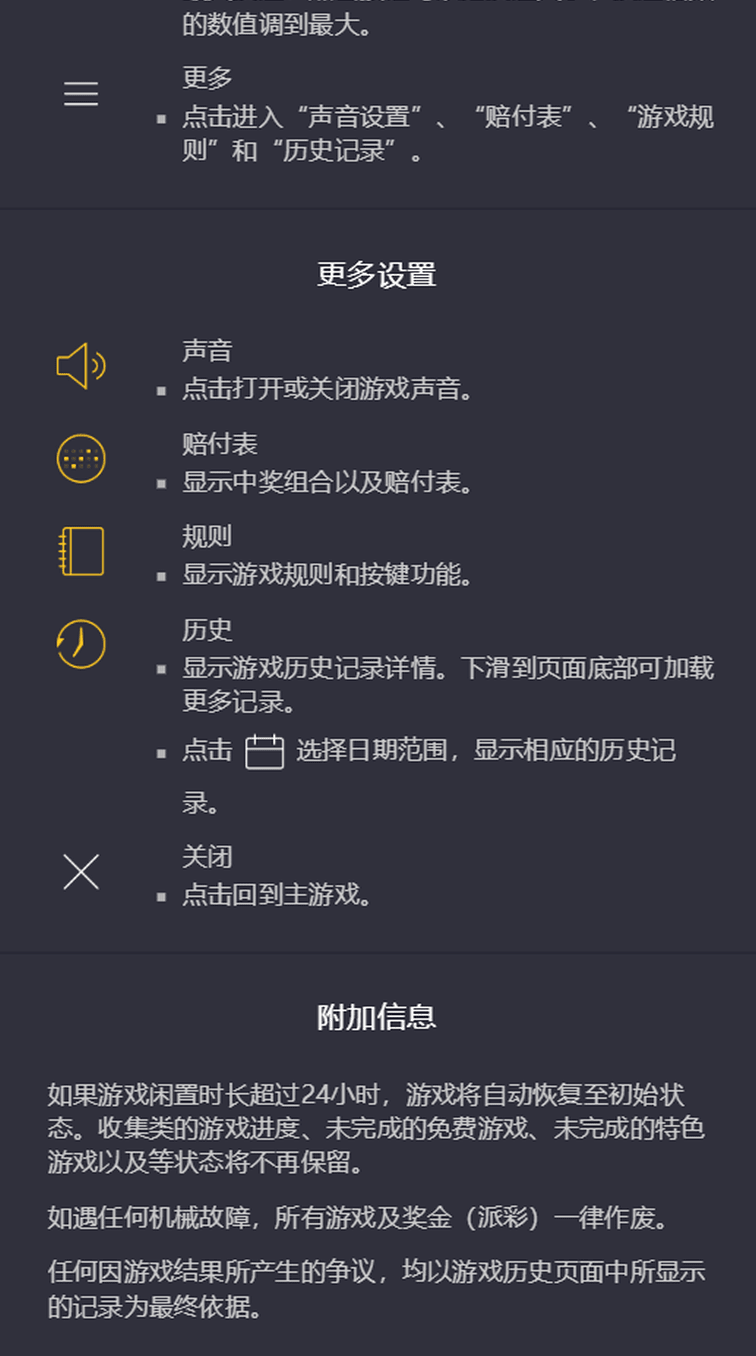 的数值调到最大。
更多
▪ 点击进入“声音设置”、“赔付表”、“游戏规
则”和“历史记录”。
更多设置
声音
▪ 点击打开或关闭游戏声音。
赔付表
▪ 显示中奖组合以及赔付表。
规则
▪ 显示游戏规则和按键功能。
历史
▪ 显示游戏历史记录详情。下滑到页面底部可加载
更多记录。
▪ 点击 选择日期范围，显示相应的历史记
录。
关闭
▪ 点击回到主游戏。
附加信息
如果游戏闲置时长超过24小时，游戏将自动恢复至初始状
态。收集类的游戏进度、未完成的免费游戏、未完成的特色
游戏以及等状态将不再保留。
如遇任何机械故障，所有游戏及奖金（派彩）一律作废。
任何因游戏结果所产生的争议，均以游戏历史页面中所显示
的记录为最终依据。